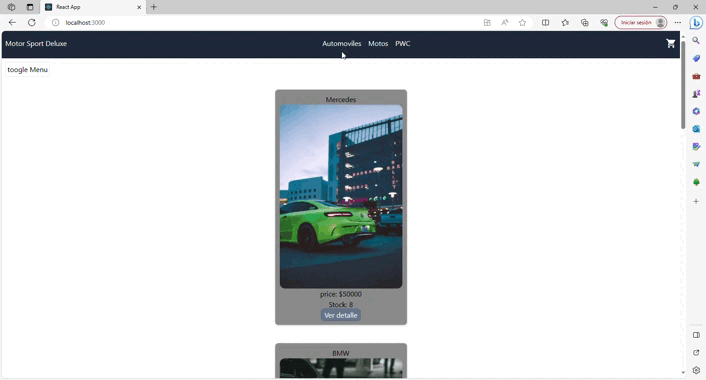 React App
localhost:3000
Iniciar sesión
Motor Sport Deluxe
Automoviles Motos PWC
toogle Menu
Mercedes
price: $50000
Stock: 8
Ver detalle
BMW